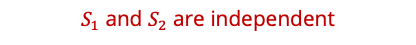 S₁ and S₂ are independent